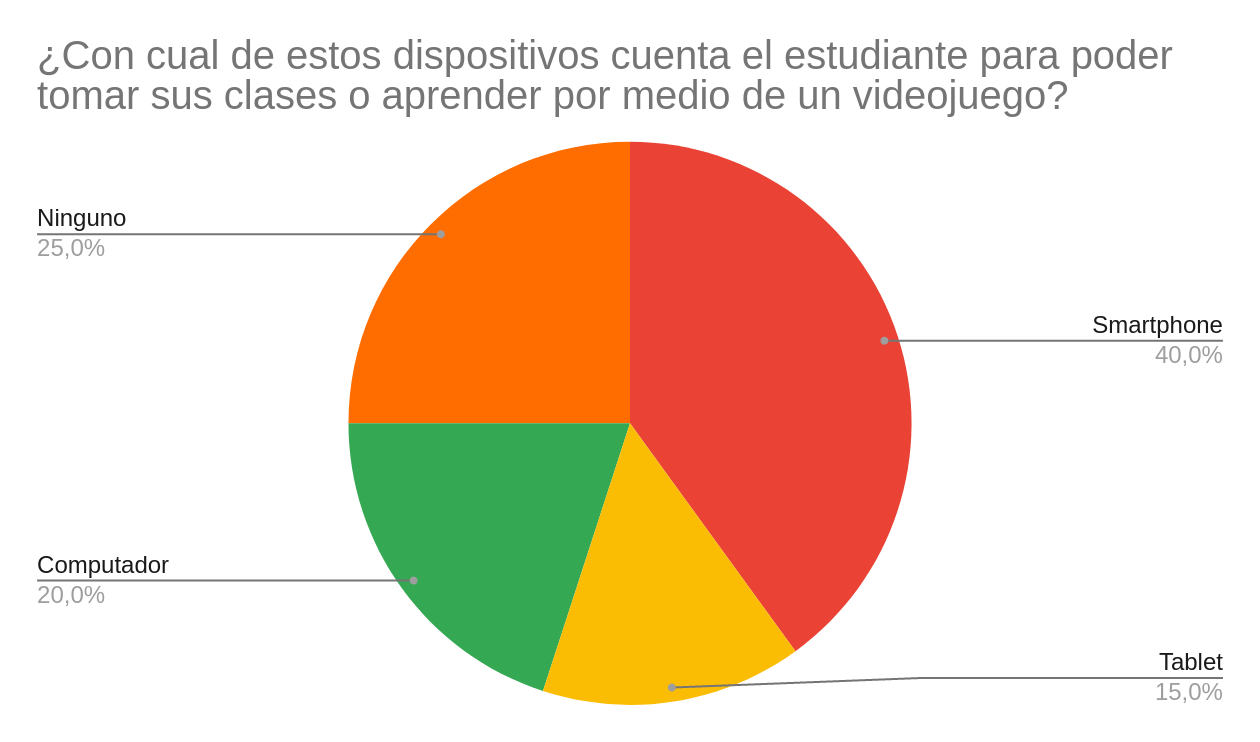 ¿Con cual de estos dispositivos cuenta el estudiante para poder
tomar sus clases o aprender por medio de un videojuego?
Ninguno
25,0%
Smartphone
40,0%
Computador
20,0%
Tablet
15,0%